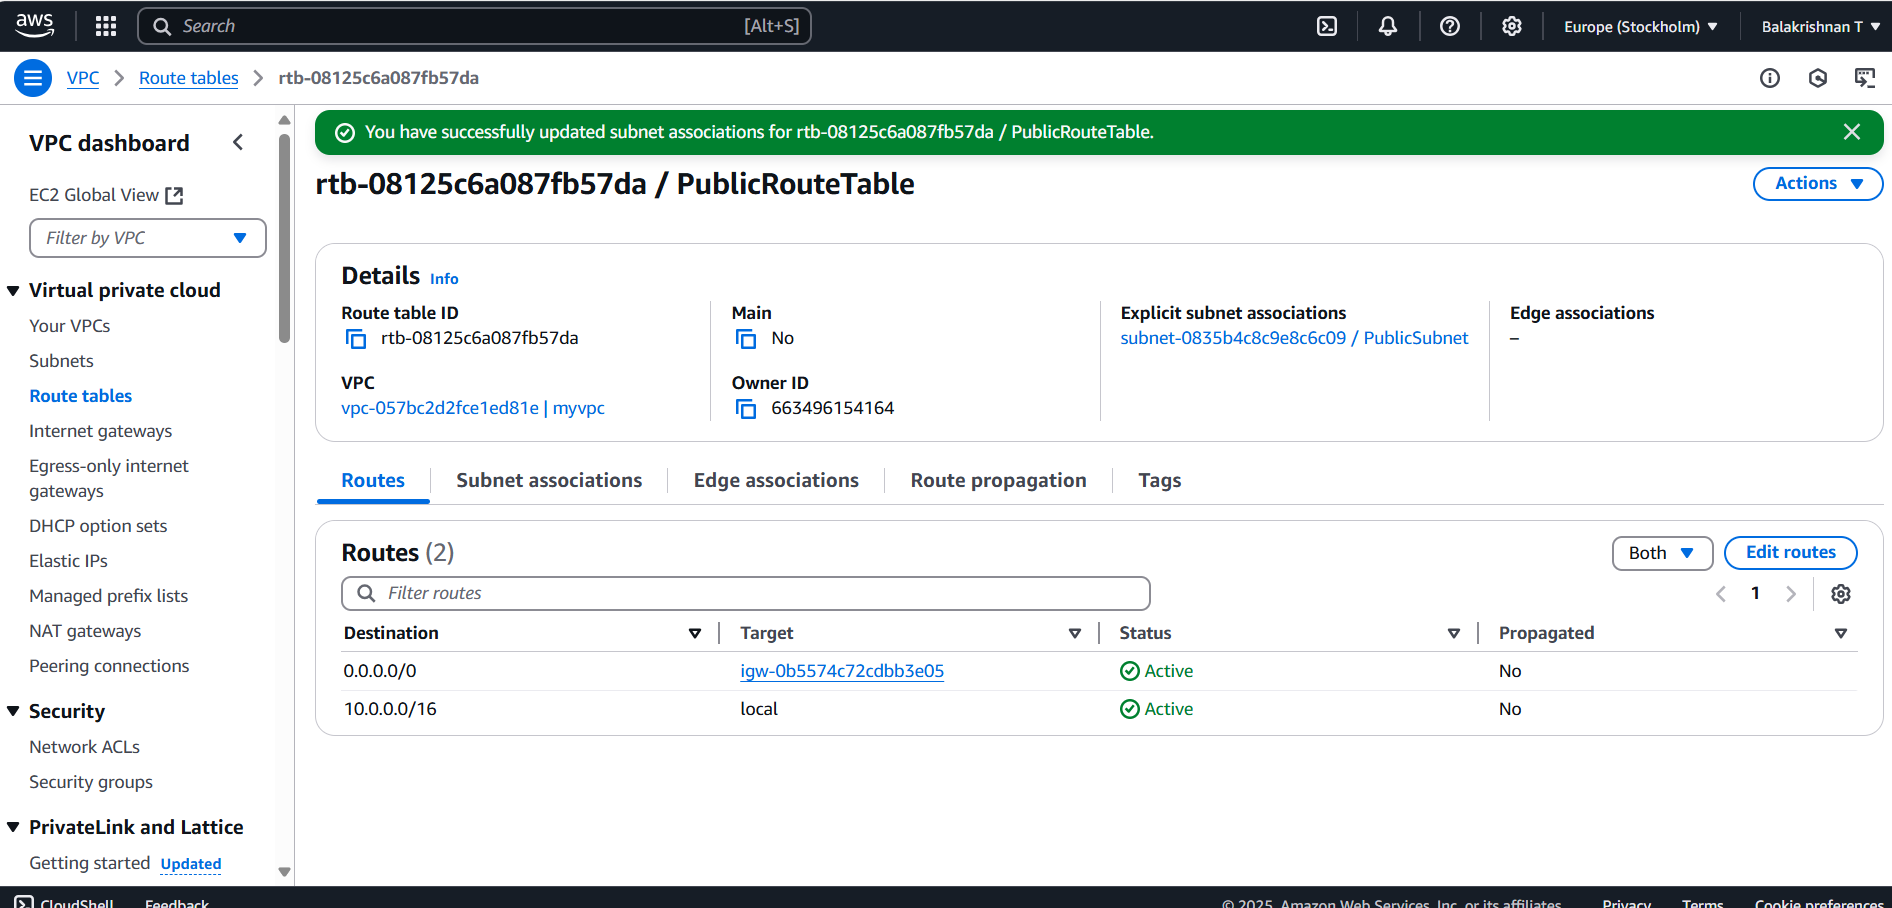 aws
Search [Alt+S]
Europe (Stockholm)
Balakrishnan T
VPC
Route tables
rtb-08125c6a087fb57da
VPC dashboard
EC2 Global View
Filter by VPC
Virtual private cloud
Your VPCs
Subnets
Route tables
Internet gateways
Egress-only internet
gateways
DHCP option sets
Elastic IPs
Managed prefix lists
NAT gateways
Peering connections
Security
Network ACLs
Security groups
PrivateLink and Lattice
Getting started Updated
You have successfully updated subnet associations for rtb-08125c6a087fb57da / PublicRouteTable.
rtb-08125c6a087fb57da / PublicRouteTable
Actions
Details Info
Route table ID
rtb-08125c6a087fb57da
Main
No
Explicit subnet associations
subnet-0835b4c8c9e8c6c09 / PublicSubnet
Edge associations
–
VPC
vpc-057bc2d2fce1ed81e | myvpc
Owner ID
663496154164
Routes
Subnet associations
Edge associations
Route propagation
Tags
Routes (2)
Both
Edit routes
Filter routes
1
Destination Target Status Propagated
0.0.0.0/0 igw-0b5574c72cdbb3e05 Active No
10.0.0.0/16 local Active No
CloudShell Feedback © 2025, Amazon Web Services, Inc. or its affiliates. Privacy Terms Cookie preferences